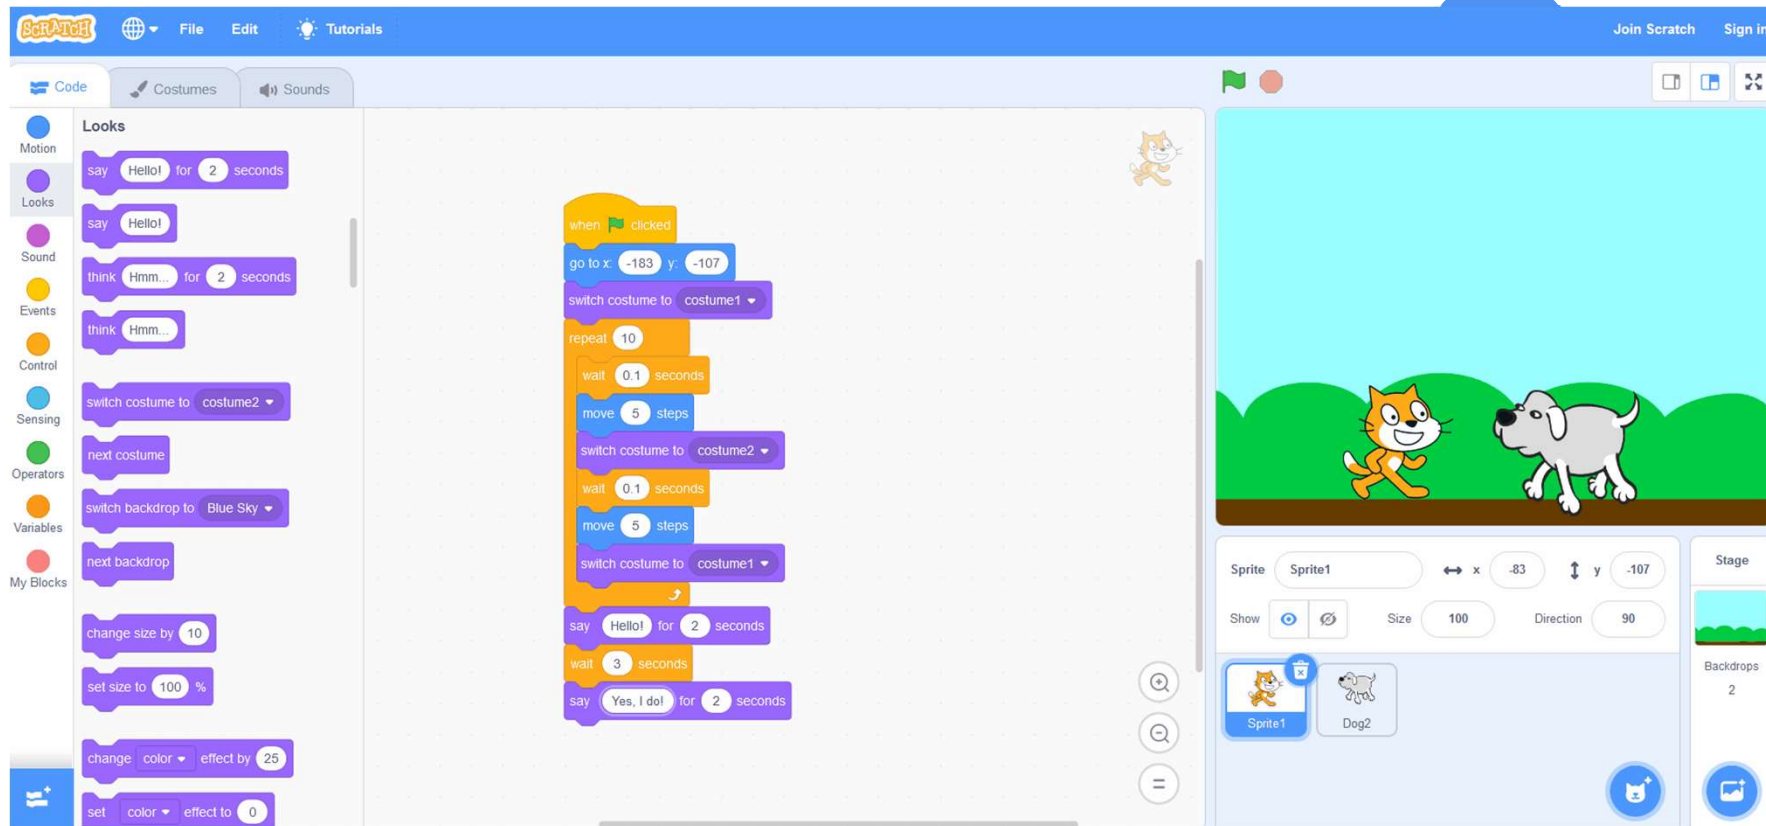 SCRATCH File Edit Tutorials Join Scratch Sign in
Code Costumes Sounds
Motion
Looks
Sound
Events
Control
Sensing
Operators
Variables
My Blocks
Looks
say Hello! for 2 seconds
say Hello!
think Hmm... for 2 seconds
think Hmm...
switch costume to costume2
next costume
switch backdrop to Blue Sky
next backdrop
change size by 10
set size to 100 %
change color effect by 25
set color effect to 0
when clicked
go to x: -183 y: -107
switch costume to costume1
repeat 10
wait 0.1 seconds
move 5 steps
switch costume to costume2
wait 0.1 seconds
move 5 steps
switch costume to costume1
say Hello! for 2 seconds
wait 3 seconds
say Yes, I do! for 2 seconds
Sprite Sprite1 x -83 y -107
Show Size 100 Direction 90
Sprite1 Dog2
Stage
Backdrops
2